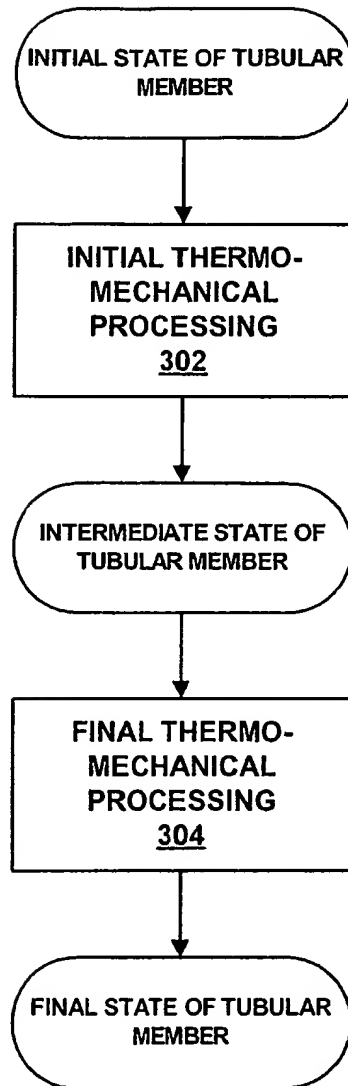 INITIAL STATE OF TUBULAR
MEMBER
INITIAL THERMO-
MECHANICAL
PROCESSING
302
INTERMEDIATE STATE OF
TUBULAR MEMBER
FINAL THERMO-
MECHANICAL
PROCESSING
304
FINAL STATE OF TUBULAR
MEMBER